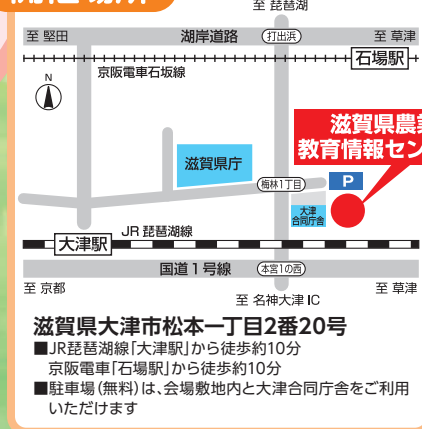 至 琵琶湖
至 堅田
湖岸道路
打出浜
至 草津
石場駅
京阪電車石坂線
N
滋賀県農業
教育情報セン
滋賀県庁
梅林1丁目
P
大津
合同庁舎
大津駅
JR 琵琶湖線
国道1号線
本宮1の西
至 京都
至 草津
至 名神大津 IC
滋賀県大津市松本一丁目2番20号
■JR琵琶湖線「大津駅」から徒歩約10分
京阪電車「石場駅」から徒歩約10分
■駐車場(無料)は、会場敷地内と大津合同庁舎をご利用
いただけます